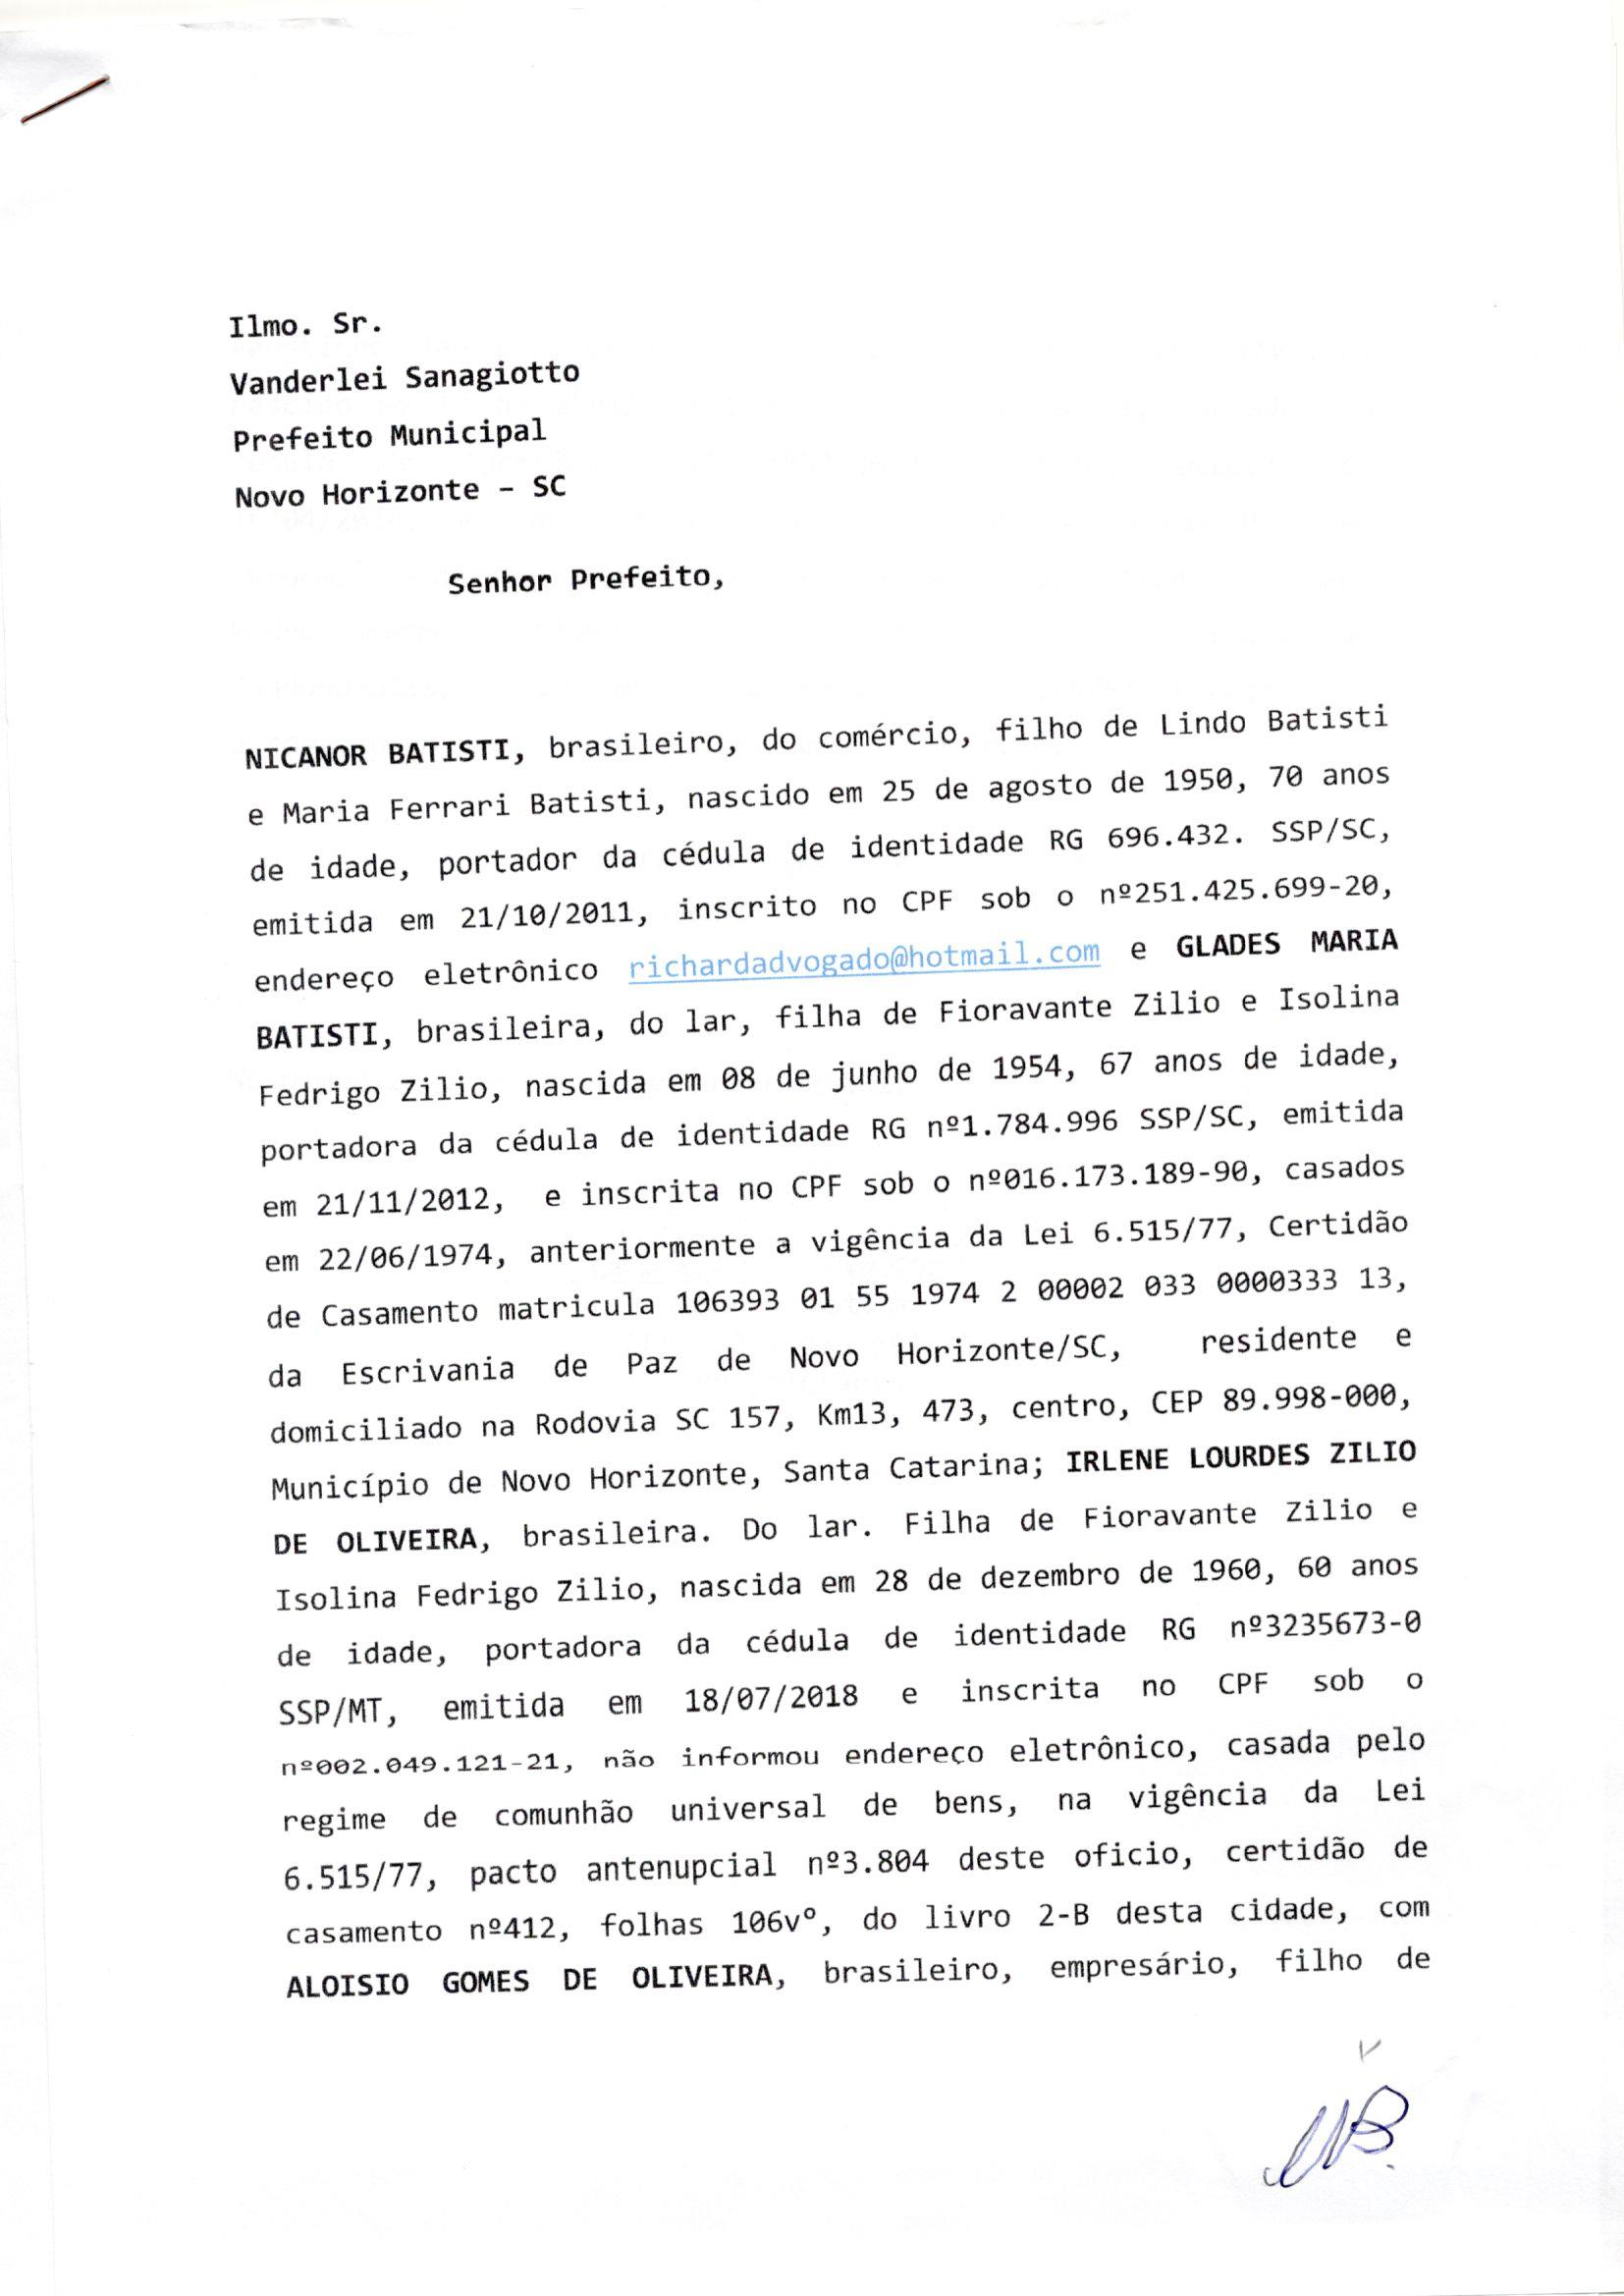 Ilmo. Sr.
Vanderlei Sanagiotto
Prefeito Municipal
Novo Horizonte – SC
Senhor Prefeito,
NICANOR BATISTI, brasileiro, do comércio, filho de Lindo Batisti
e Maria Ferrari Batisti, nascido em 25 de agosto de 1950, 70 anos
de idade, portador da cédula de identidade RG 696.432. SSP/SC,
emitida em 21/10/2011, inscrito no CPF sob o nº251.425.699-20,
endereço eletrônico richardadvogado@hotmail.com e GLADES MARIA
BATISTI, brasileira, do lar, filha de Fioravante Zilio e Isolina
Fedrigo Zilio, nascida em 08 de junho de 1954, 67 anos de idade,
portadora da cédula de identidade RG nº1.784.996 SSP/SC, emitida
em 21/11/2012, e inscrita no CPF sob o nº016.173.189-90, casados
em 22/06/1974, anteriormente a vigência da Lei 6.515/77, Certidão
de Casamento matricula 106393 01 55 1974 2 00002 033 0000333 13,
da Escrivania de Paz de Novo Horizonte/SC, residente e
domiciliado na Rodovia SC 157, Km13, 473, centro, CEP 89.998-000,
Município de Novo Horizonte, Santa Catarina; IRLENE LOURDES ZILIO
DE OLIVEIRA, brasileira. Do lar. Filha de Fioravante Zilio e
Isolina Fedrigo Zilio, nascida em 28 de dezembro de 1960, 60 anos
de idade, portadora da cédula de identidade RG nº3235673-0
SSP/MT, emitida em 18/07/2018 e inscrita no CPF sob o
nº002.049.121-21, não informou endereço eletrônico, casada pelo
regime de comunhão universal de bens, na vigência da Lei
6.515/77, pacto antenupcial nº3.804 deste oficio, certidão de
casamento nº412, folhas 106vº, do livro 2-B desta cidade, com
ALOISIO GOMES DE OLIVEIRA, brasileiro, empresário, filho de